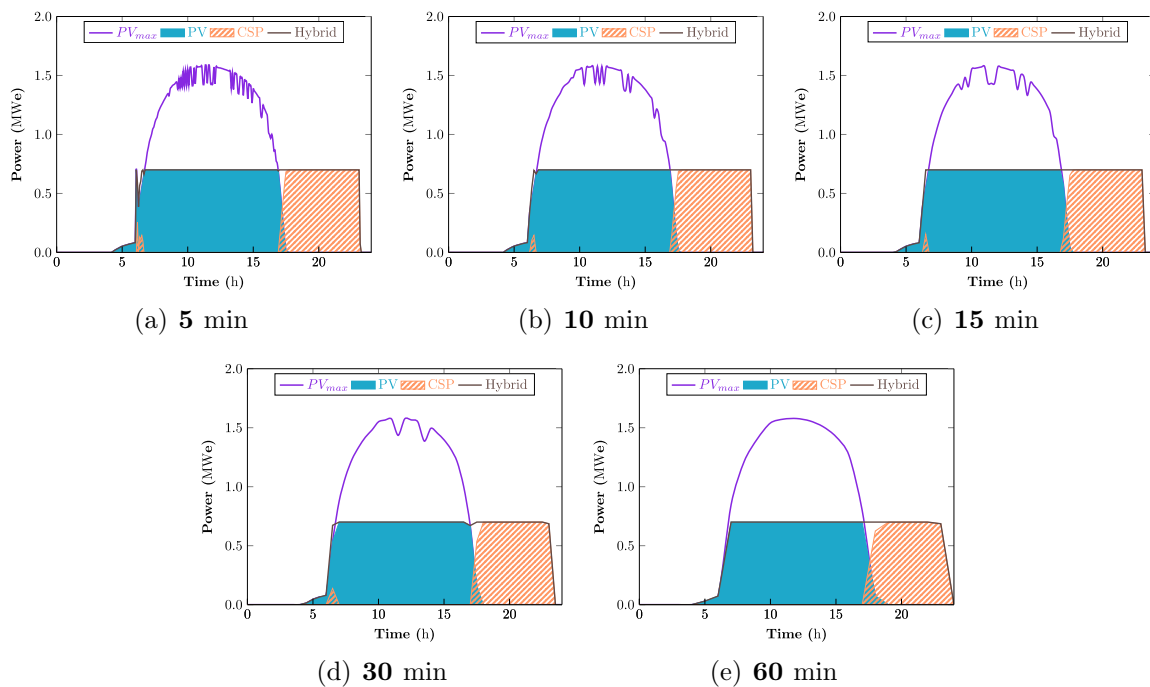 PVmax PV CSP Hybrid
Power (MWe)
2.0
1.5
1.0
0.5
0.0
0 5 10 15 20
Time (h)
(a) 5 min
PVmax PV CSP Hybrid
Power (MWe)
2.0
1.5
1.0
0.5
0.0
0 5 10 15 20
Time (h)
(b) 10 min
PVmax PV CSP Hybrid
Power (MWe)
2.0
1.5
1.0
0.5
0.0
0 5 10 15 20
Time (h)
(c) 15 min
PVmax PV CSP Hybrid
Power (MWe)
2.0
1.5
1.0
0.5
0.0
0 5 10 15 20
Time (h)
(d) 30 min
PVmax PV CSP Hybrid
Power (MWe)
2.0
1.5
1.0
0.5
0.0
0 5 10 15 20
Time (h)
(e) 60 min